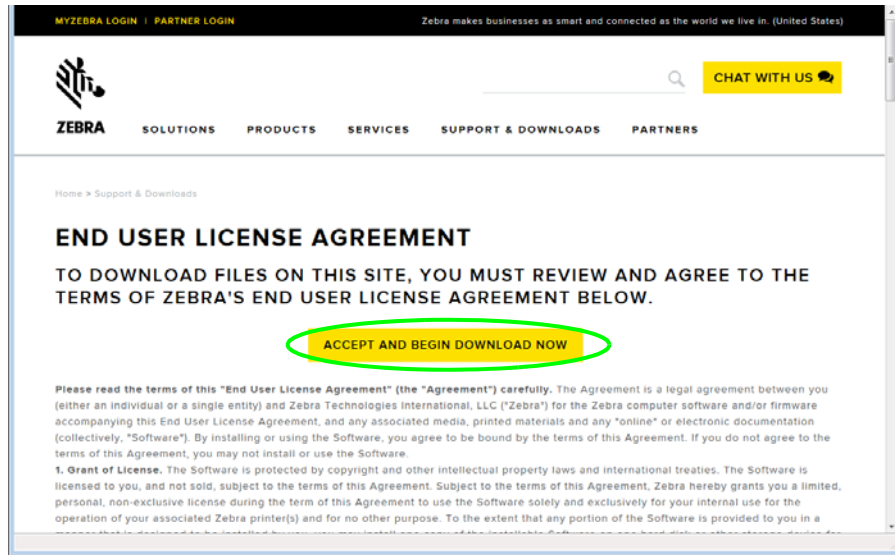 MYZEBRA LOGIN | PARTNER LOGIN
Zebra makes businesses as smart and connected as the world we live in. (United States)
CHAT WITH US
ZEBRA
SOLUTIONS PRODUCTS SERVICES SUPPORT & DOWNLOADS PARTNERS
Home > Support & Downloads
END USER LICENSE AGREEMENT
TO DOWNLOAD FILES ON THIS SITE, YOU MUST REVIEW AND AGREE TO THE
TERMS OF ZEBRA'S END USER LICENSE AGREEMENT BELOW.
ACCEPT AND BEGIN DOWNLOAD NOW
Please read the terms of this "End User License Agreement" (the "Agreement") carefully. The Agreement is a legal agreement between you
(either an individual or a single entity) and Zebra Technologies International, LLC ("Zebra") for the Zebra computer software and/or firmware
accompanying this End User License Agreement, and any associated media, printed materials and any "online" or electronic documentation
(collectively, "Software"). By installing or using the Software, you agree to be bound by the terms of this Agreement. If you do not agree to the
terms of this Agreement, you may not install or use the Software.
1. Grant of License. The Software is protected by copyright and other intellectual property laws and international treaties. The Software is
licensed to you, and not sold, subject to the terms of this Agreement. Subject to the terms of this Agreement, Zebra hereby grants you a limited,
personal, non-exclusive license during the term of this Agreement to use the Software solely and exclusively for your internal use for the
operation of your associated Zebra printer(s) and for no other purpose. To the extent that any portion of the Software is provided to you in a